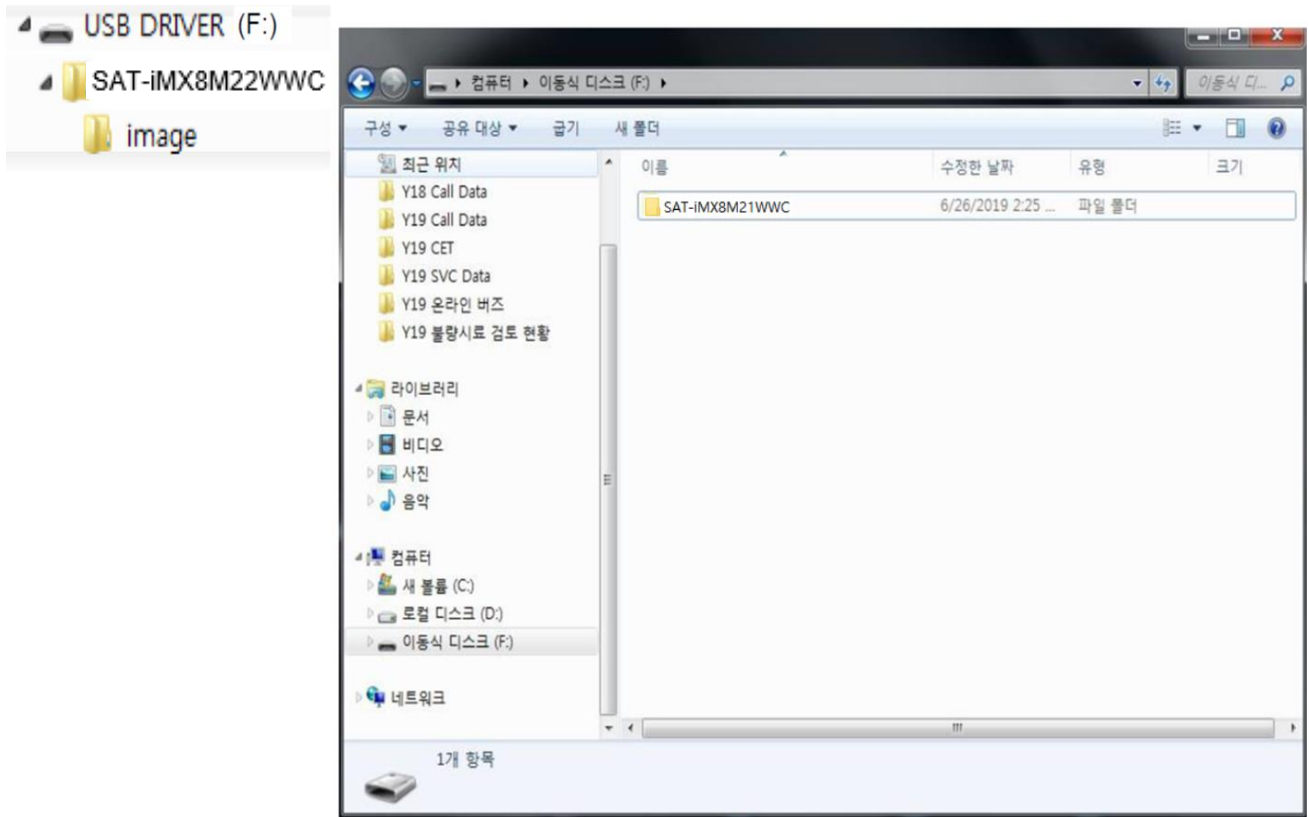 USB DRIVER (F:)
SAT-iMX8M22WWC
image
컴퓨터 이동식 디스크 (F:)
이동식 디...
구성 공유 대상 굽기 새 폴더
최근 위치
Y18 Call Data
Y19 Call Data
Y19 CET
Y19 SVC Data
Y19 온라인 버즈
Y19 불량시료 검토 현황
라이브러리
문서
비디오
사진
음악
컴퓨터
새 볼륨 (C:)
로컬 디스크 (D:)
이동식 디스크 (F:)
네트워크
이름 수정한 날짜 유형 크기
SAT-iMX8M21WWC 6/26/2019 2:25 ... 파일 폴더
1개 항목